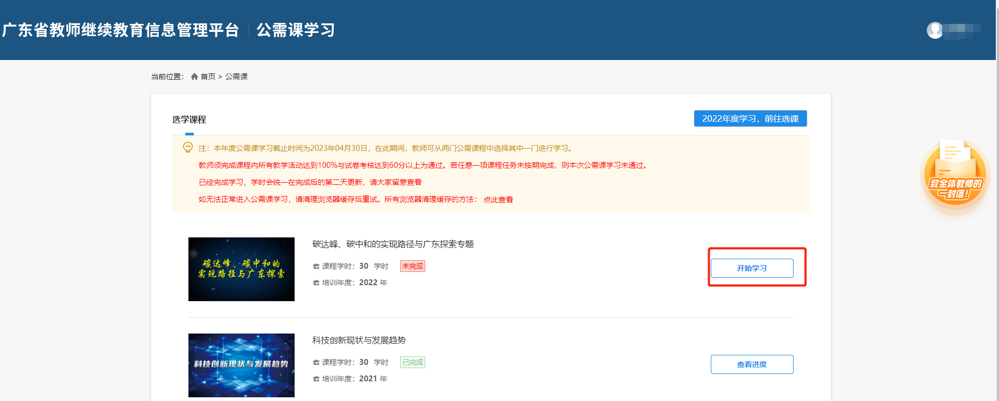 广东省教师继续教育信息管理平台 公需课学习
当前位置： 首页 > 公需课
选学课程
2022年度学习，前往选课
注：本年度公需课学习截止时间为2023年04月30日，在此期间，教师可从两门公需课程中选择其中一门进行学习。
教师须完成课程内所有教学活动达到100%与试卷考核达到60分以上为通过。若任意一项课程任务未按期完成，则本次公需课学习未通过。
已经完成学习，学时会统一在完成后的第二天更新，请大家留意查看
如无法正常进入公需课学习，请清理浏览器缓存后重试。所有浏览器清理缓存的方法： 点此查看
致全体教师的
一封信！
碳达峰、碳中和的
实现路径与广东探索
碳达峰、碳中和的实现路径与广东探索专题
课程学时：30 学时 未完成
培训年度：2022 年
开始学习
科技创新现状与发展趋势
科技创新现状与发展趋势
课程学时：30 学时 已完成
培训年度：2021 年
查看进度